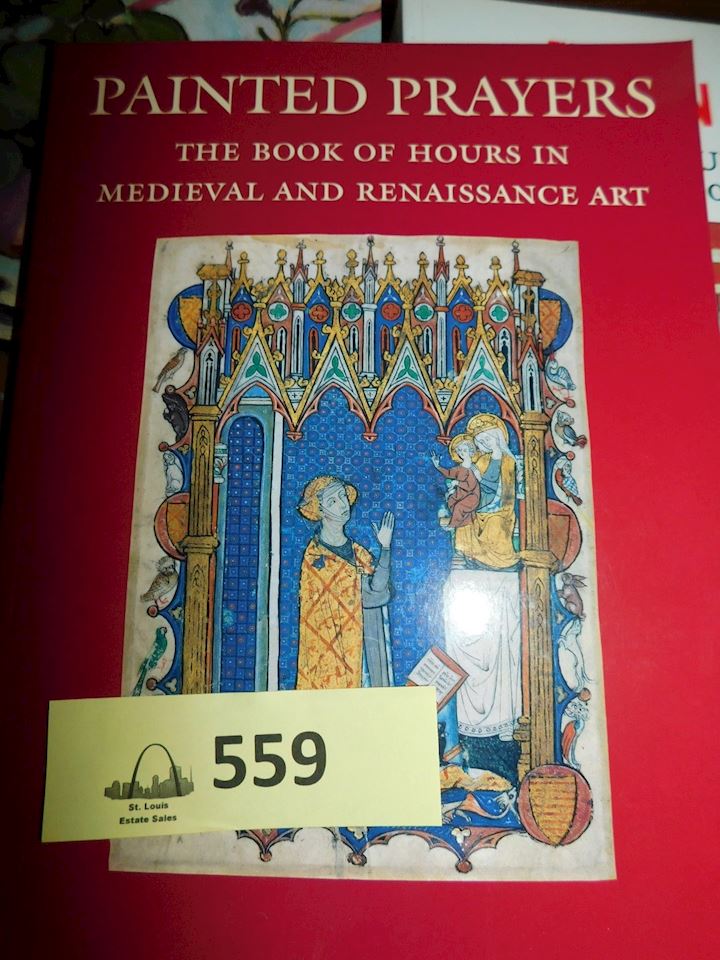 PAINTED PRAYERS
THE BOOK OF HOURS IN
MEDIEVAL AND RENAISSANCE ART
559
St. Louis
Estate Sales